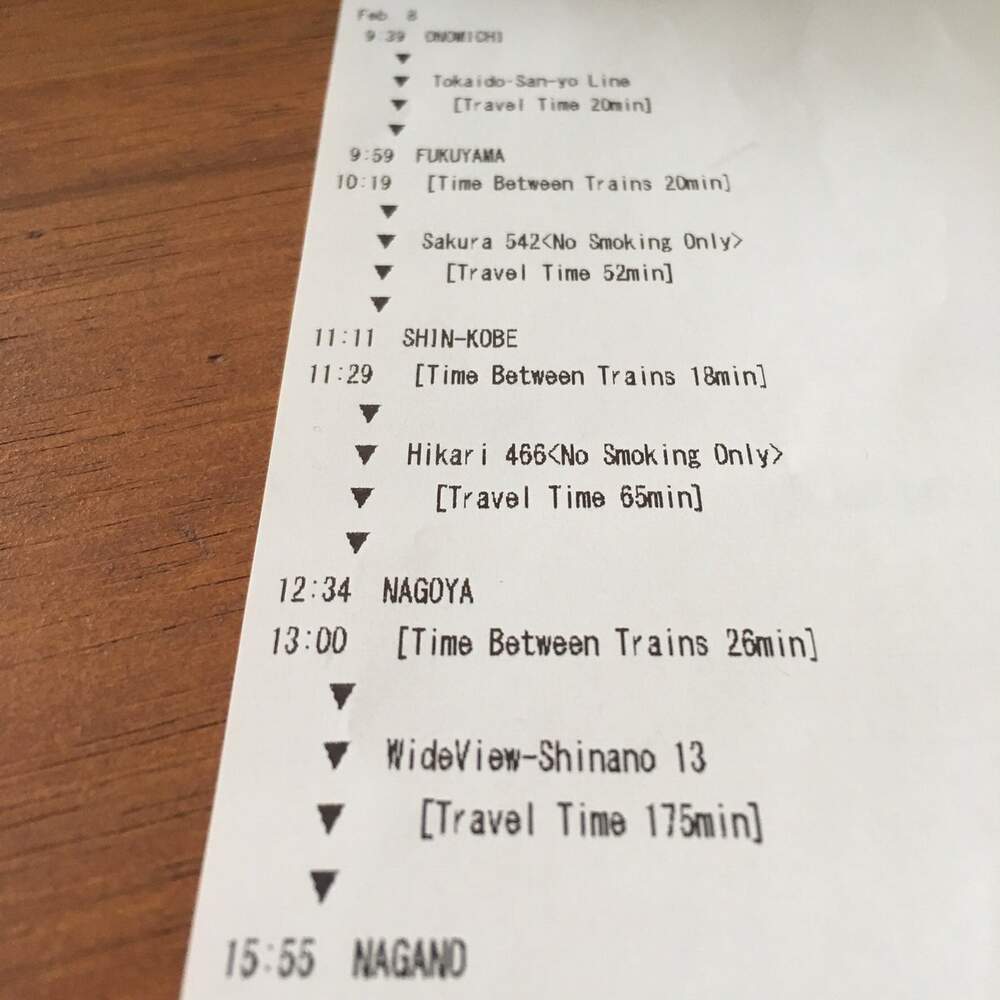 Feb 8
9:39 ONOMICHI
▼
▼ Tokaido-San-yo Line
▼ [Travel Time 20min]
▼
9:59 FUKUYAMA
10:19 [Time Between Trains 20min]
▼
▼ Sakura 542<No Smoking Only>
▼ [Travel Time 52min]
▼
11:11 SHIN-KOBE
11:29 [Time Between Trains 18min]
▼
▼ Hikari 466<No Smoking Only>
▼ [Travel Time 65min]
▼
12:34 NAGOYA
13:00 [Time Between Trains 26min]
▼
▼ WideView-Shinano 13
▼ [Travel Time 175min]
▼
15:55 NAGANO